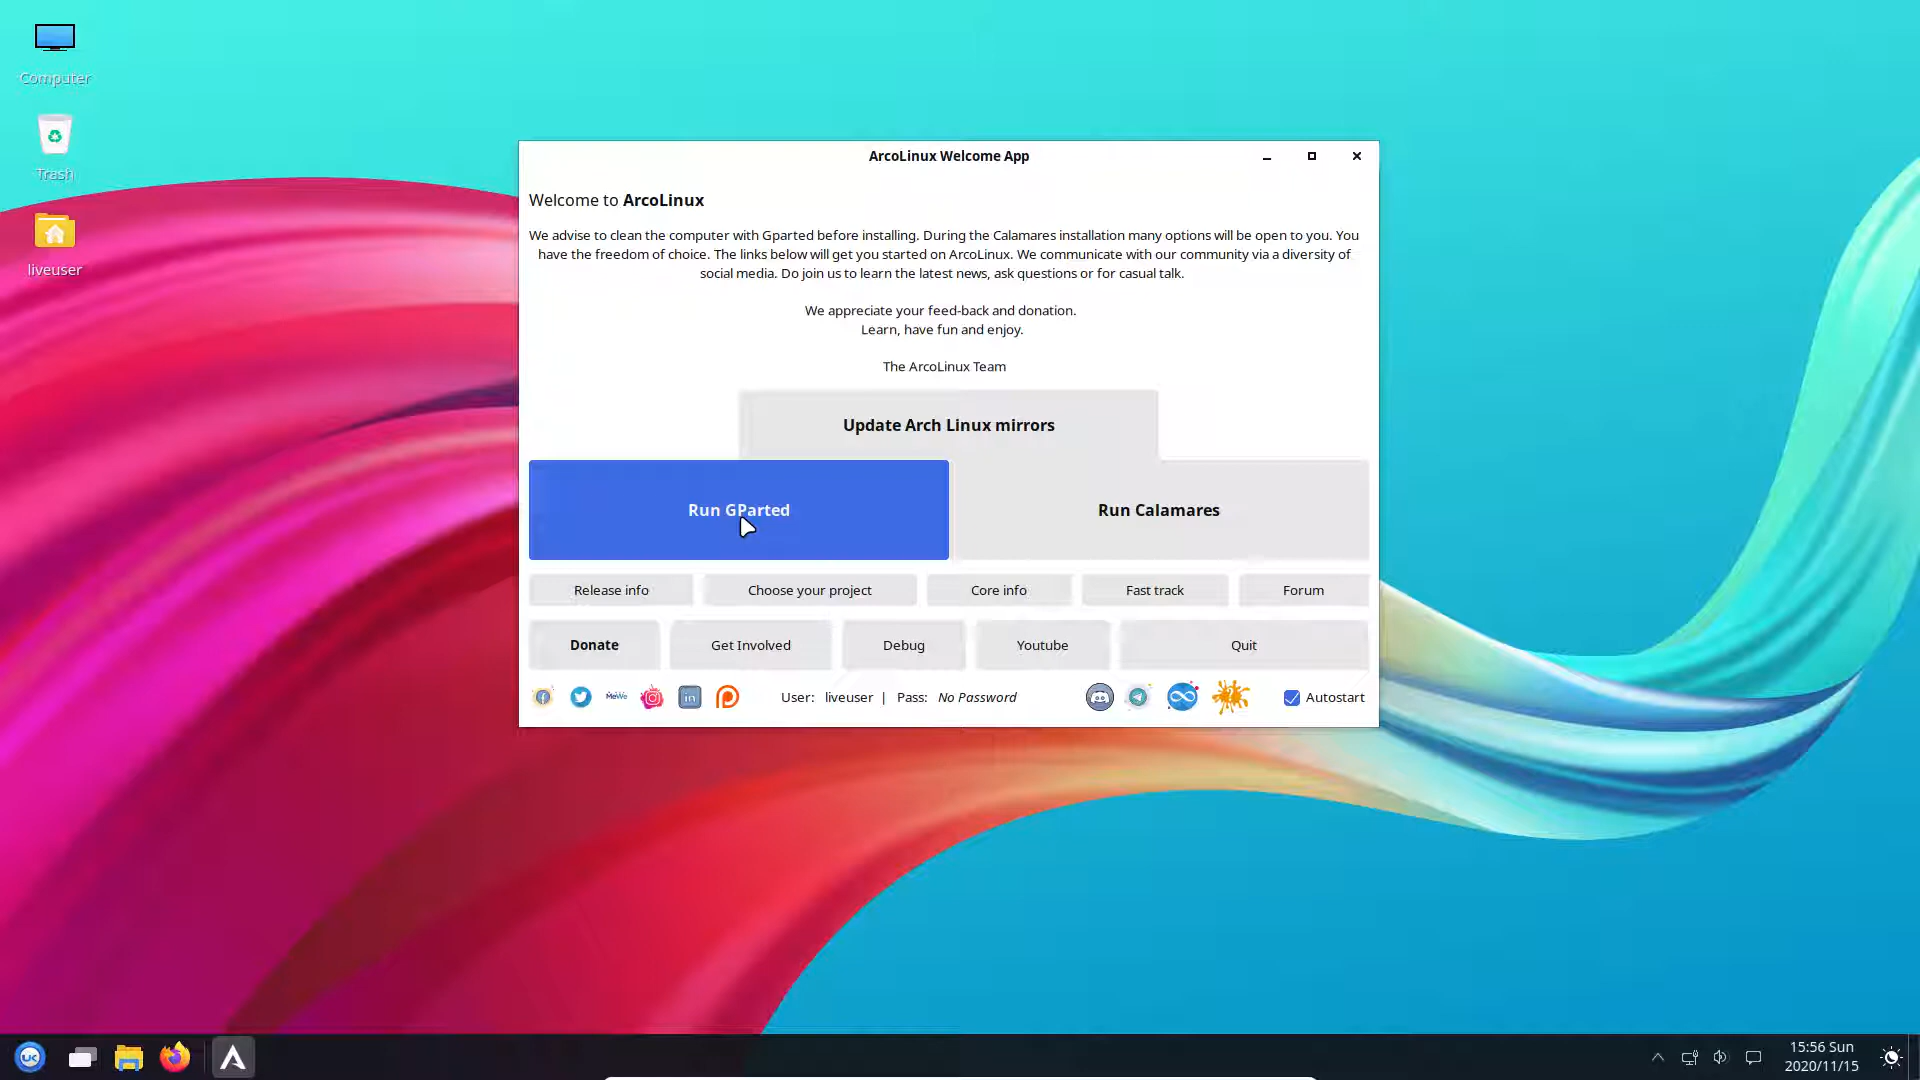 Computer
Trash
liveuser
ArcoLinux Welcome App
Welcome to ArcoLinux
We advise to clean the computer with Gparted before installing. During the Calamares installation many options will be open to you. You
have the freedom of choice. The links below will get you started on ArcoLinux. We communicate with our community via a diversity of
social media. Do join us to learn the latest news, ask questions or for casual talk.
We appreciate your feed-back and donation.
Learn, have fun and enjoy.
The ArcoLinux Team
Update Arch Linux mirrors
Run GParted
Run Calamares
Release info
Choose your project
Core info
Fast track
Forum
Donate
Get Involved
Debug
Youtube
Quit
MeWe
in
User: liveuser | Pass: No Password
Autostart
UK
15:56 Sun
2020/11/15